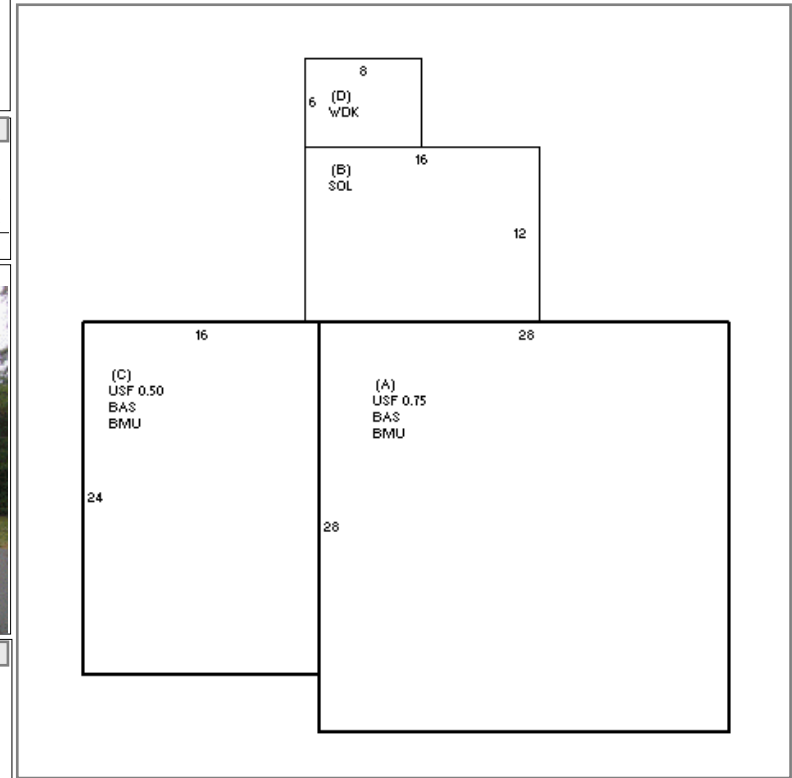 8
6
(D)
WDK
16
(B)
SOL
12
16
28
(C)
USF 0.50
BAS
BMU
(A)
USF 0.75
BAS
BMU
24
28